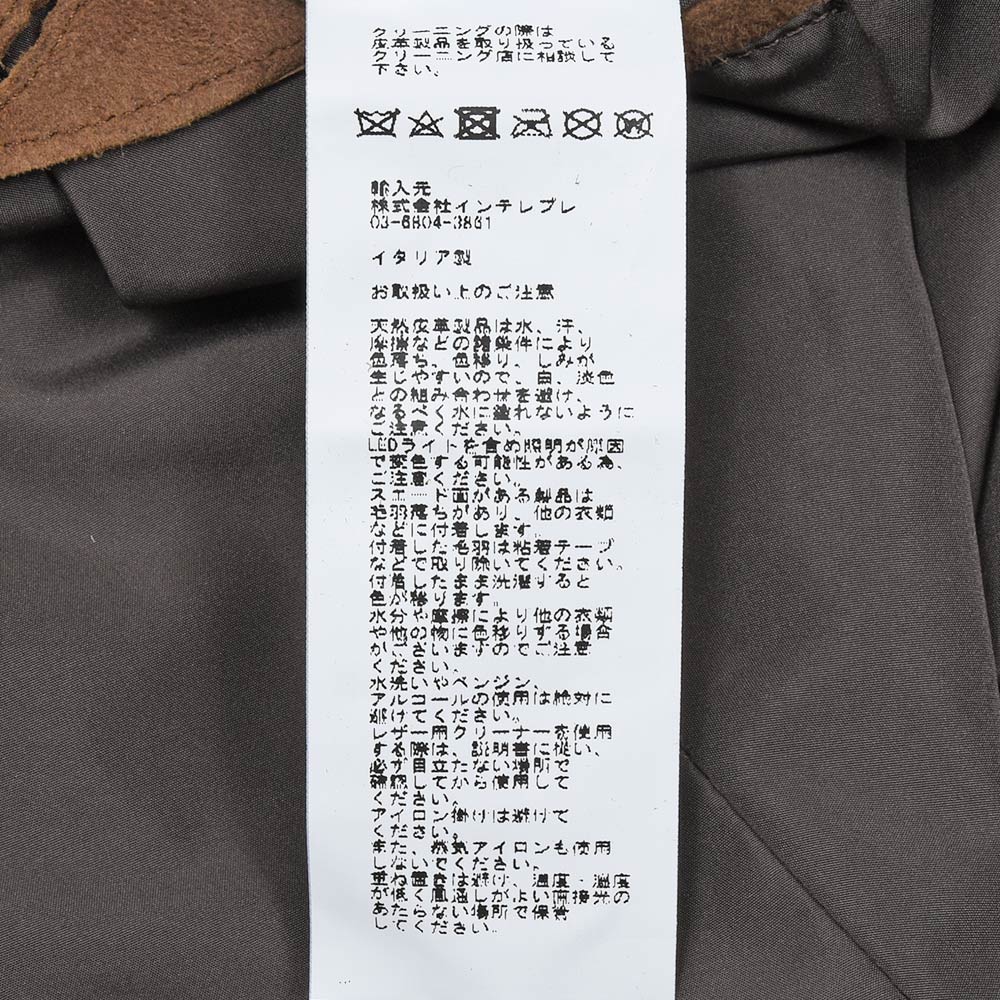 クリーニングの際は
皮革製品を取り扱っている
クリーニング店に相談して
下さい。
輸入元
株式会社インテレプレ
03-6804-3861
イタリア製
お取扱い上のご注意
天然皮革製品は水、汗、
摩擦などの諸条件により
色落ち、色移り、しみが
生じやすいので、白、淡色
との組み合わせを避け、
なるべく水に塗れないように
ご注意ください。
LEDライトを含め照明が原因
で変色する可能性がある為、
ご注意ください。
スエード面がある製品は
毛羽落ちがあり、他の衣類
などに付着します。
付着した毛羽は粘着テープ
などで取り除いてください。
付着したまま洗濯すると
色が移ります。
水分や摩擦により他の衣類
や他の物に色移りする場合
がございますのでご注意
ください。
水洗いやベンジン、
アルコールの使用は絶対に
避けてください。
レザー用クリーナーを使用
する際は、説明書に従い、
必ず目立たない場所で
確認してから使用して
ください。
アイロン掛けは避けて
ください。
また、蒸気アイロンも使用
しないでください。
重ね置きは避け、温度・湿度
が低く風通しがよい直接光の
あたらない場所で保管
してください。